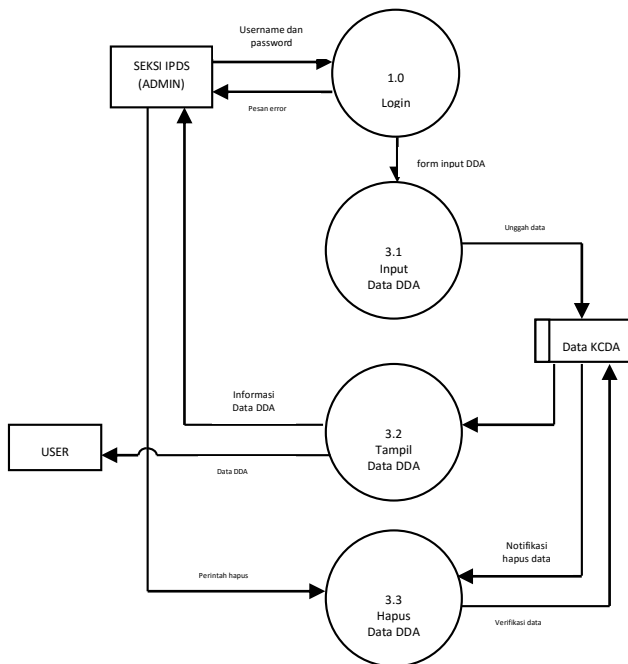 Username dan
password
SEKSI IPDS
(ADMIN)
1.0
Login
Pesan error
form input DDA
3.1
Input
Data DDA
Unggah data
Data KCDA
Informasi
Data DDA
3.2
Tampil
Data DDA
USER
Data DDA
Notifikasi
hapus data
Perintah hapus
3.3
Hapus
Data DDA
Verifikasi data